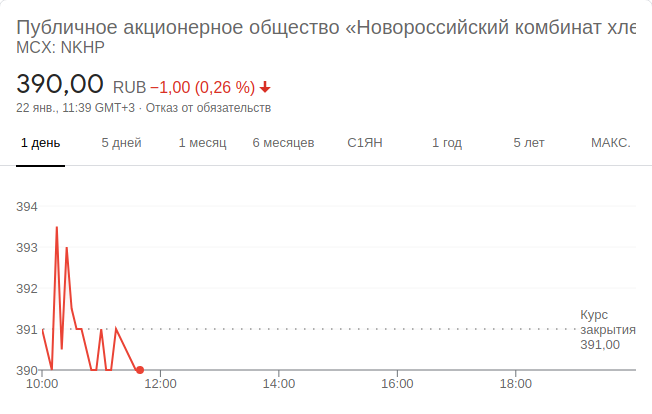 Публичное акционерное общество «Новороссийский комбинат хле
MCX: NKHP
390,00 RUB −1,00 (0,26 %)
22 янв., 11:39 GMT+3 · Отказ от обязательств
1 день 5 дней 1 месяц 6 месяцев С1ЯН 1 год 5 лет МАКС.
394
393
392
391
390
Курс
закрытия
391,00
10:00 12:00 14:00 16:00 18:00